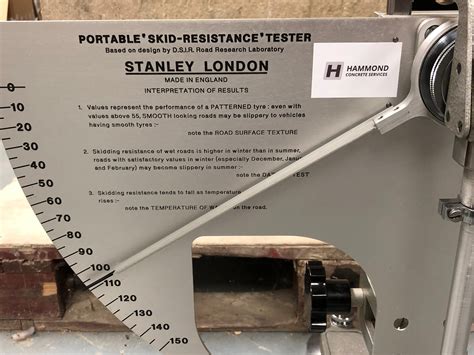 PORTABLE 'SKID-RESISTANCE' TESTER
Based on design by D.S.I.R. Road Research Laboratory
STANLEY LONDON
MADE IN ENGLAND
INTERPRETATION OF RESULTS
H HAMMOND
CONCRETE SERVICES
1. Values represent the performance of a PATTERNED tyre : even with
values above 55, SMOOTH looking roads may be slippery to vehicles
having smooth tyres :-
note the ROAD SURFACE TEXTURE
2. Skidding resistance of wet roads is higher in winter than in summer,
roads with satisfactory values in winter (especially December,
and February) may become slippery in summer :-
note the
3. Skidding resistance tends to fall as temperature
rises :-
note the TEMPERATURE OF the road.
0
10
20
30
40
50
60
70
80
90
100
110
120
130
140
150